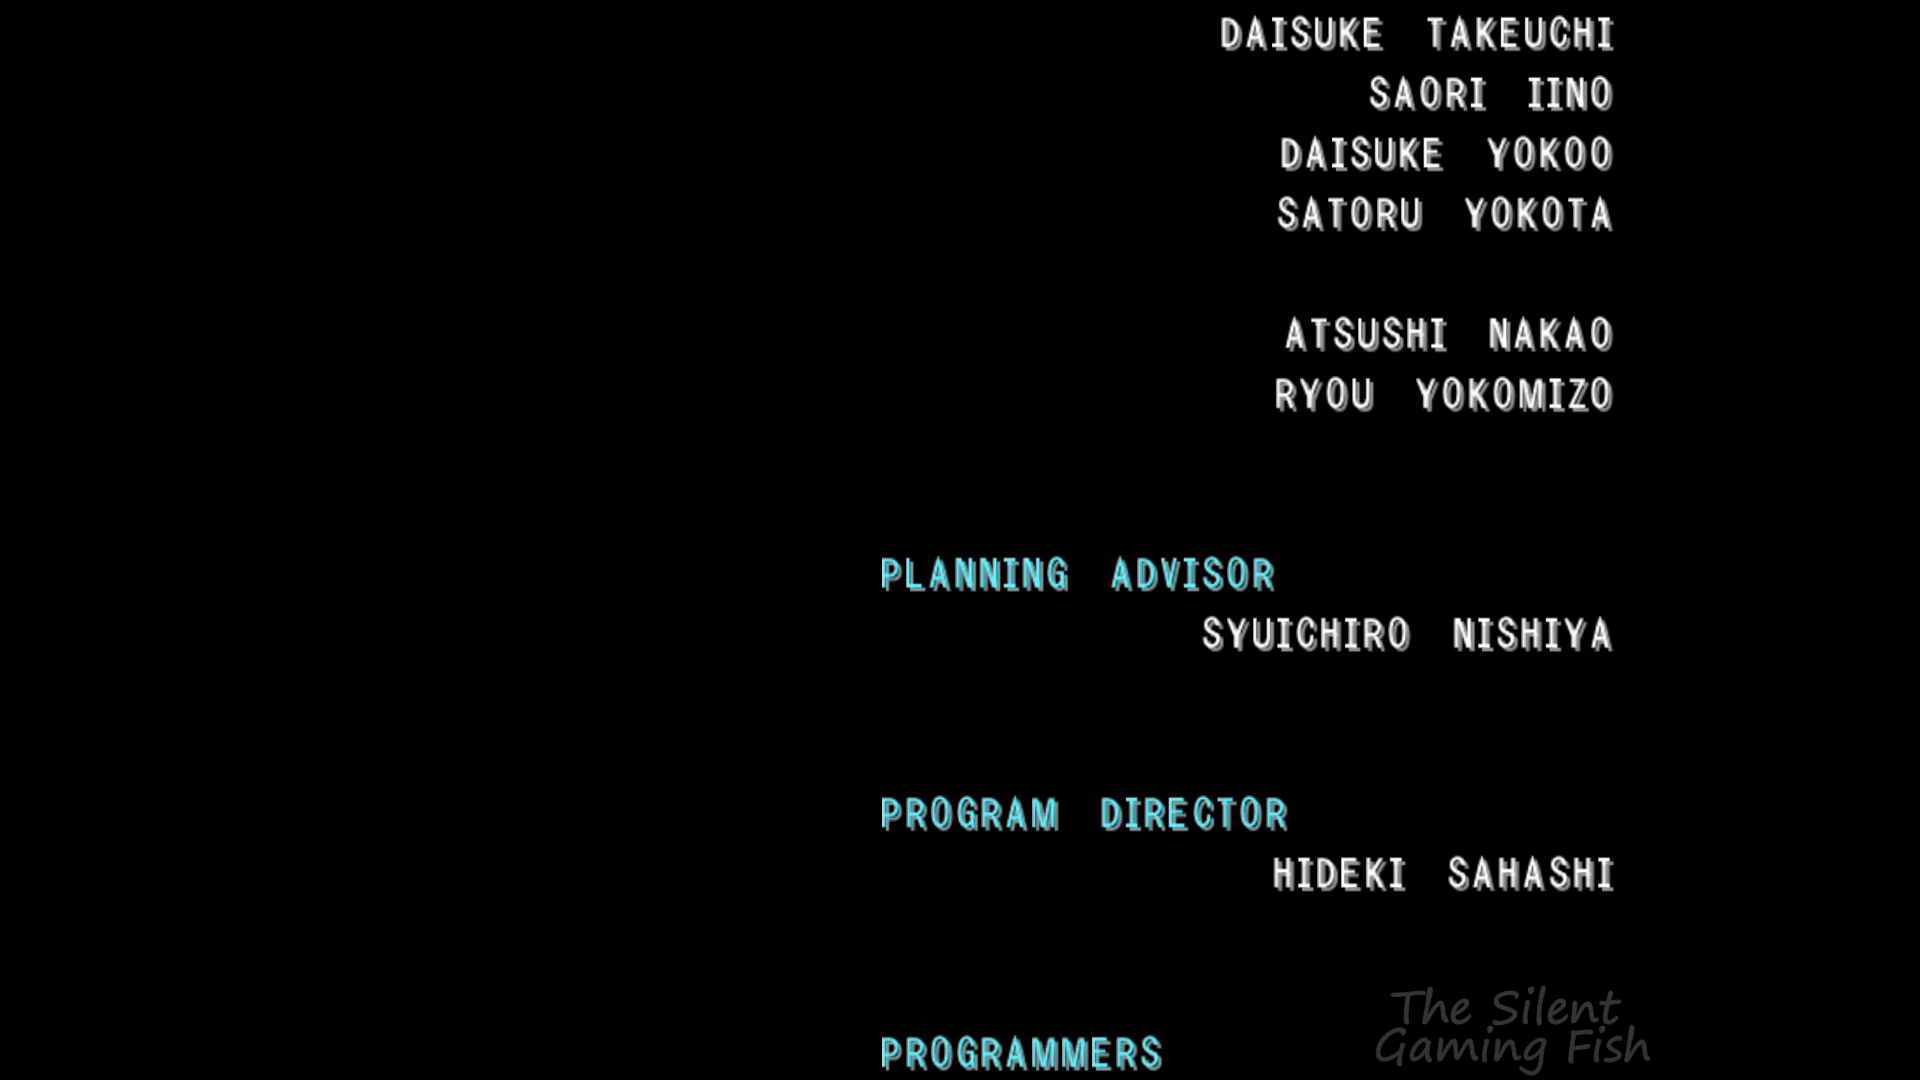 DAISUKE TAKEUCHI
SAORI IINO
DAISUKE YOKOO
SATORU YOKOTA
ATSUSHI NAKAO
RYOU YOKOMIZO
PLANNING ADVISOR
SYUICHIRO NISHIYA
PROGRAM DIRECTOR
HIDEKI SAHASHI
PROGRAMMERS
The Silent
Gaming Fish